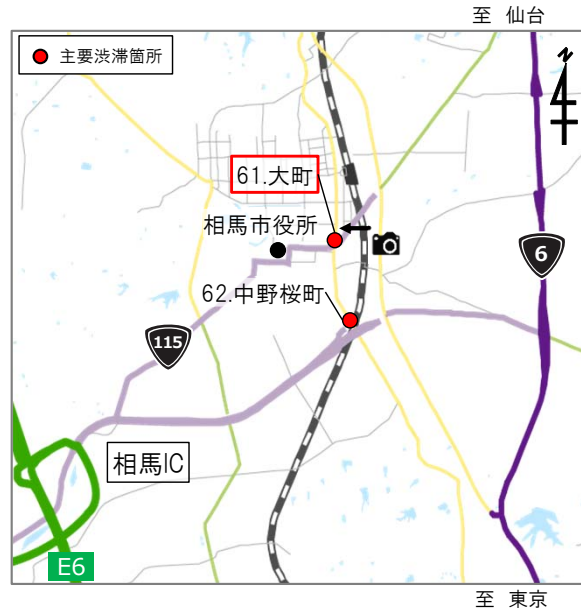 至 仙台
主要渋滞箇所
N
61.大町
相馬市役所
6
62.中野桜町
115
相馬IC
E6
至 東京